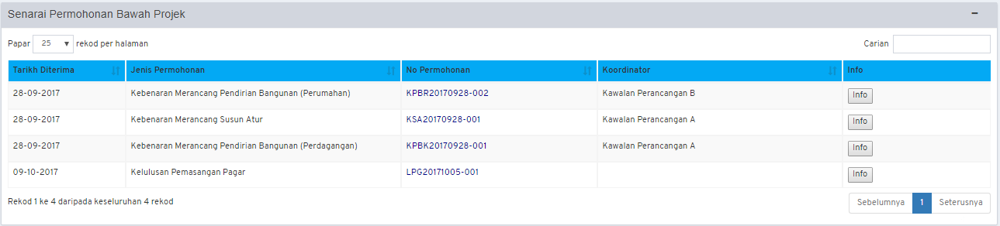 Senarai Permohonan Bawah Projek
Papar 25 rekod per halaman Carian
Tarikh Diterima Jenis Permohonan No Permohonan Koordinator Info
28-09-2017 Kebenaran Merancang Pendirian Bangunan (Perumahan) KPBR20170928-002 Kawalan Perancangan B Info
28-09-2017 Kebenaran Merancang Susun Atur KSA20170928-001 Kawalan Perancangan A Info
28-09-2017 Kebenaran Merancang Pendirian Bangunan (Perdagangan) KPBK20170928-001 Kawalan Perancangan A Info
09-10-2017 Kelulusan Pemasangan Pagar LPG20171005-001 Info
Rekod 1 ke 4 daripada keseluruhan 4 rekod Sebelumnya 1 Seterusnya